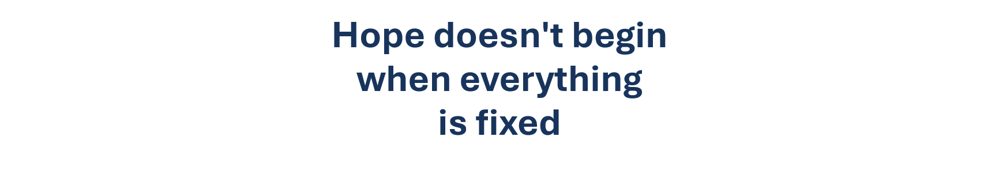 Hope doesn't begin
when everything
is fixed